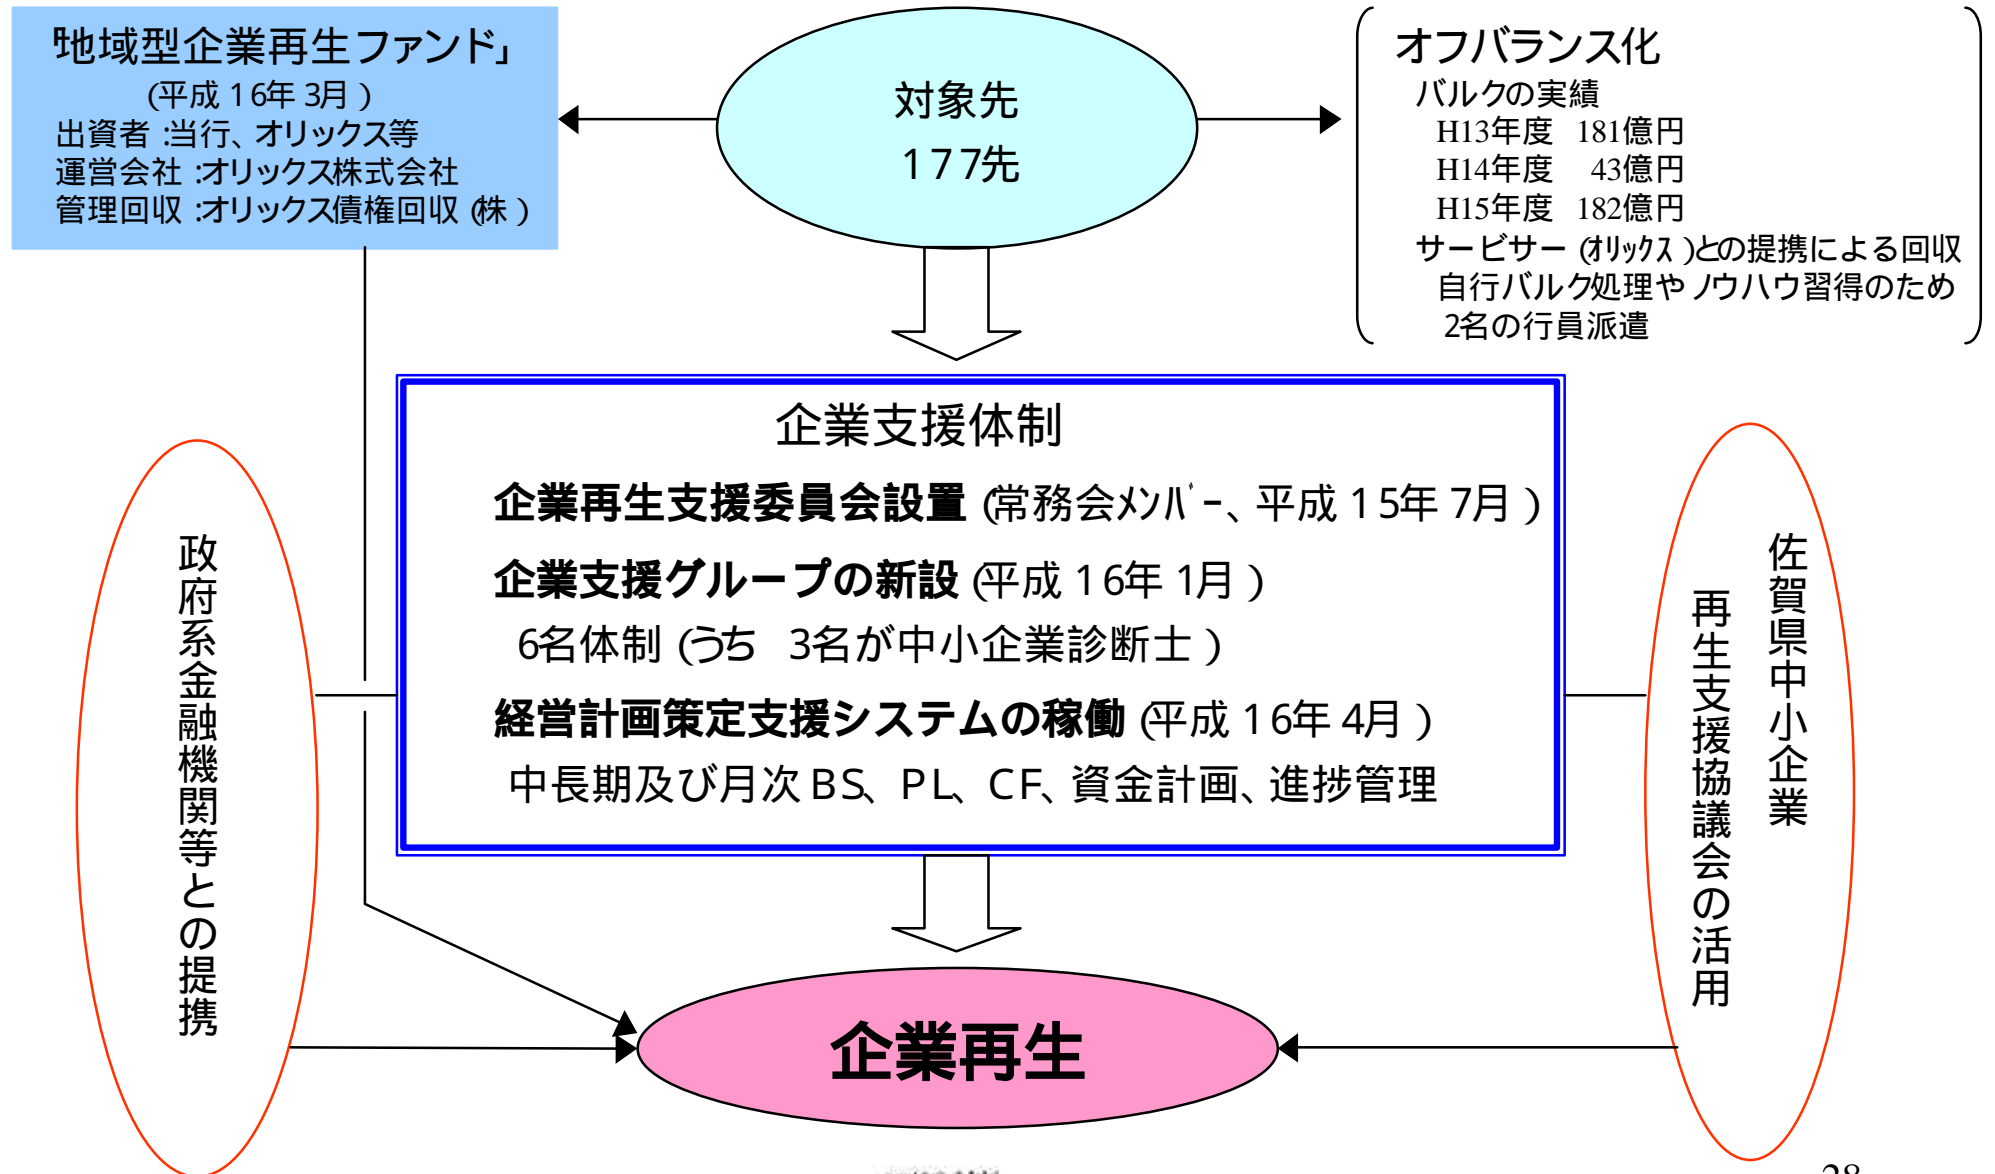 「地域型企業再生ファンド」
(平成16年3月)
出資者:当行、オリックス等
運営会社:オリックス株式会社
管理回収:オリックス債権回収(株)
対象先
177先
オフバランス化
バルクの実績
H13年度 181億円
H14年度 43億円
H15年度 182億円
サービサー(オリックス)との提携による回収
自行バルク処理やノウハウ習得のため
2名の行員派遣
企業支援体制
企業再生支援委員会設置(常務会メンバー、平成15年7月)
企業支援グループの新設(平成16年1月)
6名体制(うち 3名が中小企業診断士)
経営計画策定支援システムの稼働(平成16年4月)
中長期及び月次BS、PL、CF、資金計画、進捗管理
政府系金融機関等との提携
佐賀県中小企業
再生支援協議会の活用
企業再生
28